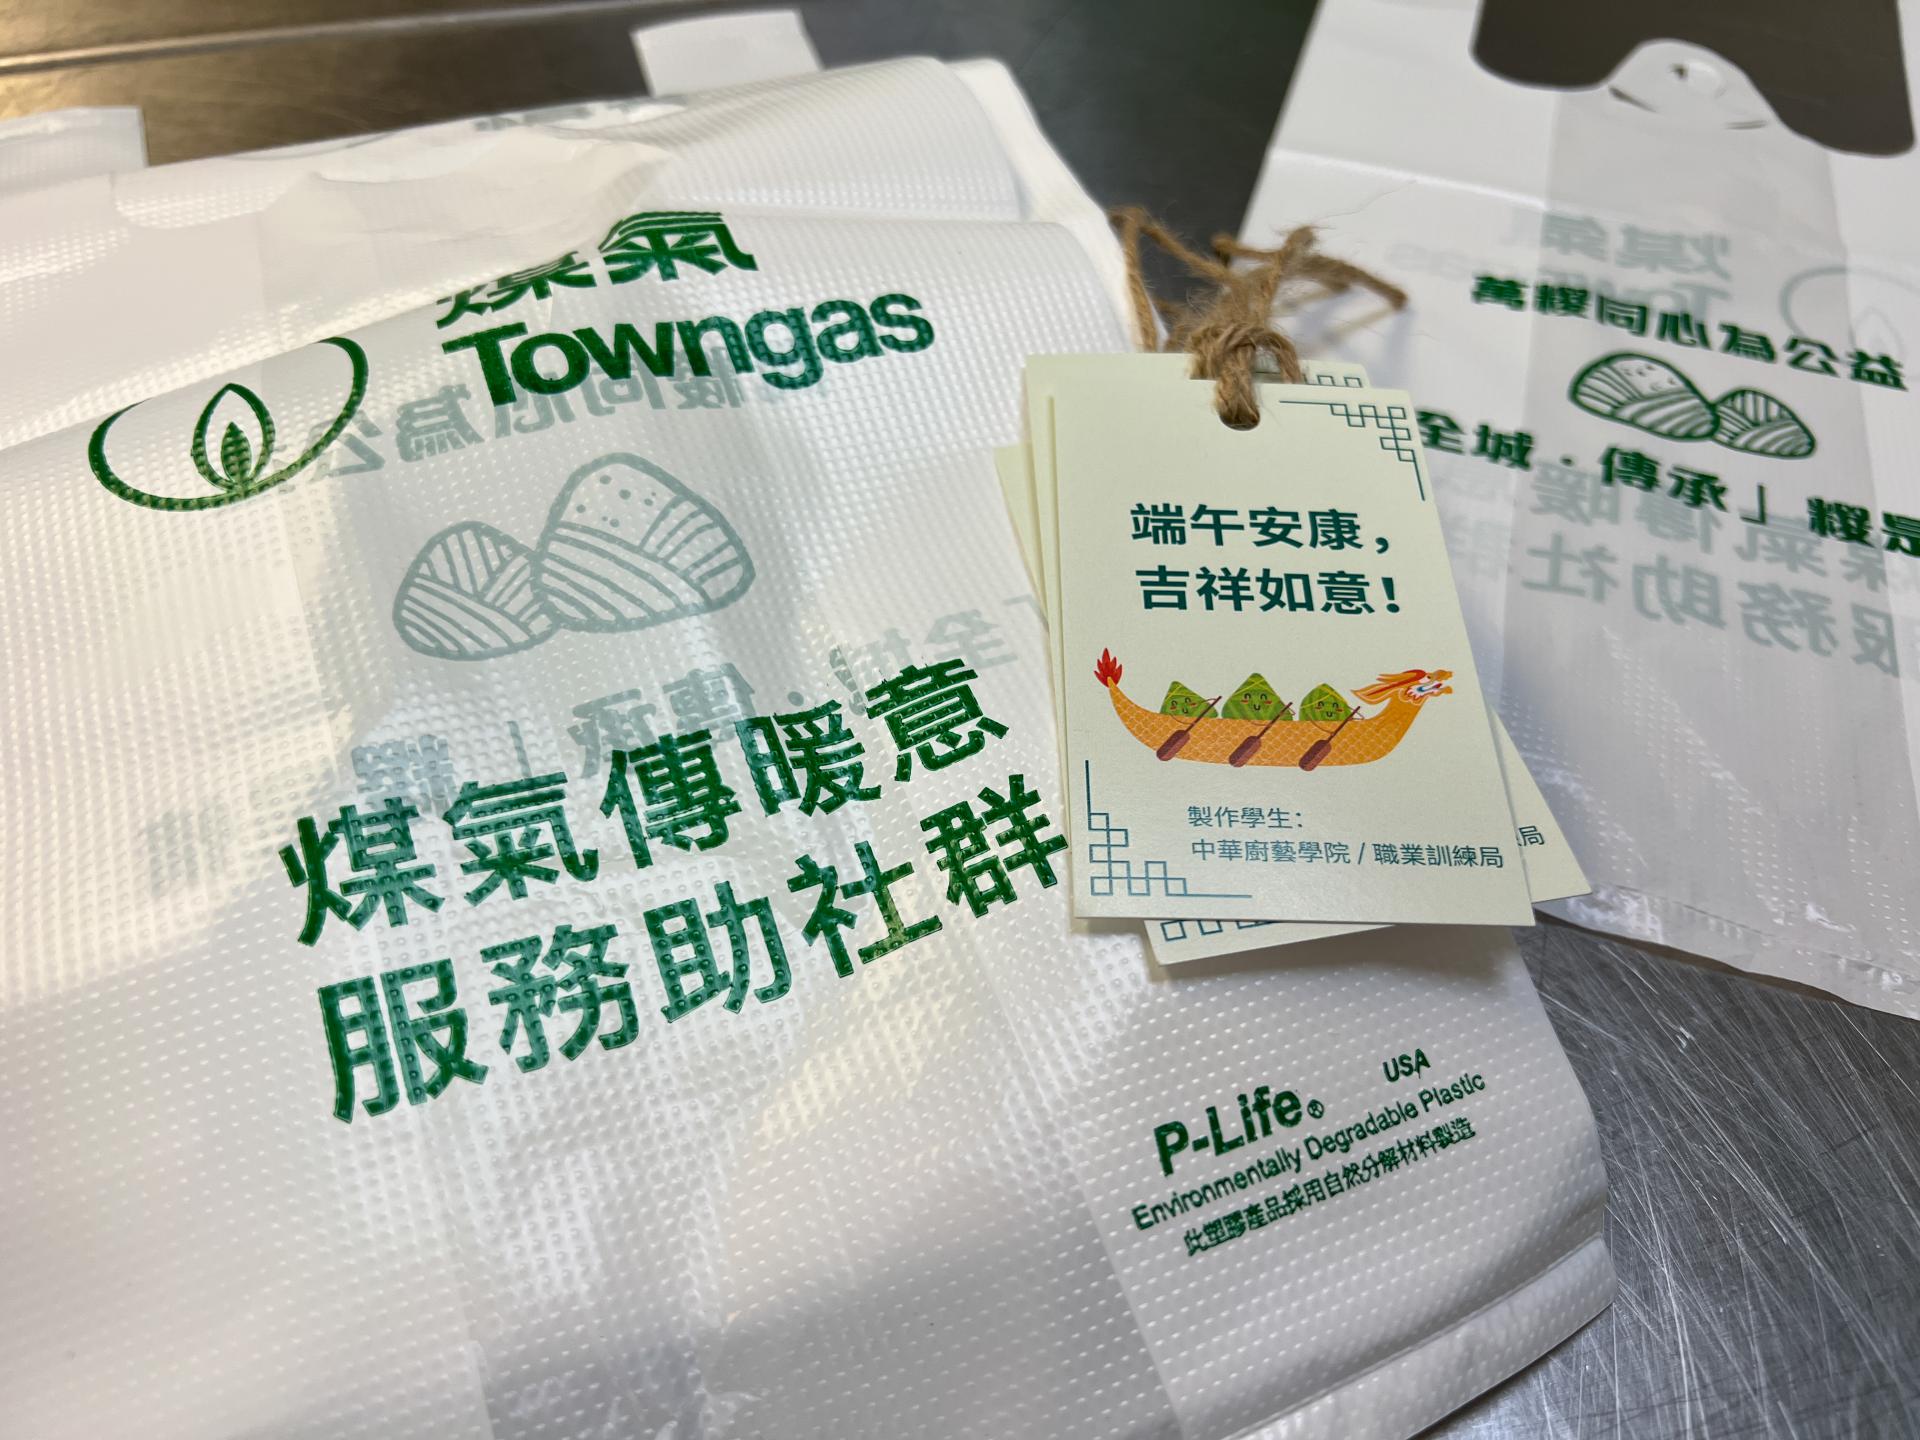 煤氣
Towngas
煤氣傳暖意
服務助社群
P-Life®
USA
Environmentally Degradable Plastic
此塑膠產品採用自然分解材料製造
端午安康，
吉祥如意！
製作學生：
中華廚藝學院 / 職業訓練局
局
萬糉同心為公益
全城．傳承」糉是